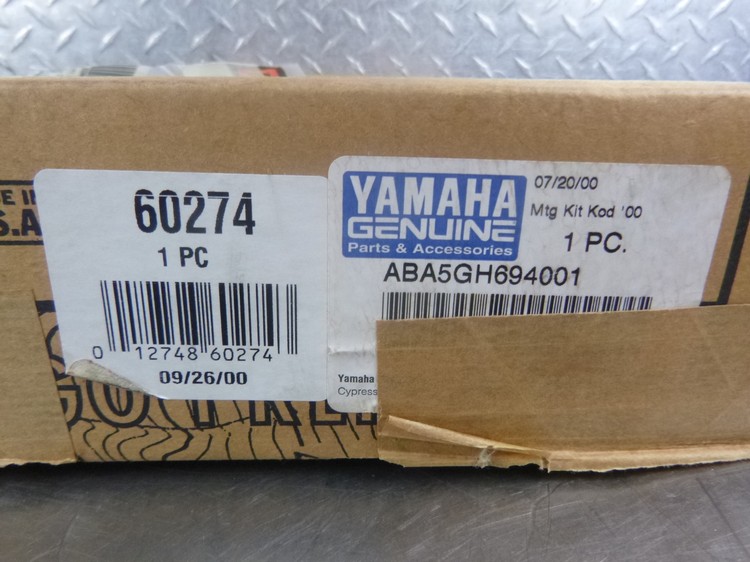 60274
1 PC
0 12748 60274
09/26/00
YAMAHA
GENUINE
Parts & Accessories
07/20/00
Mtg Kit Kod '00
1 PC.
ABA5GH694001
Yamaha
Cypress
IN
S.A